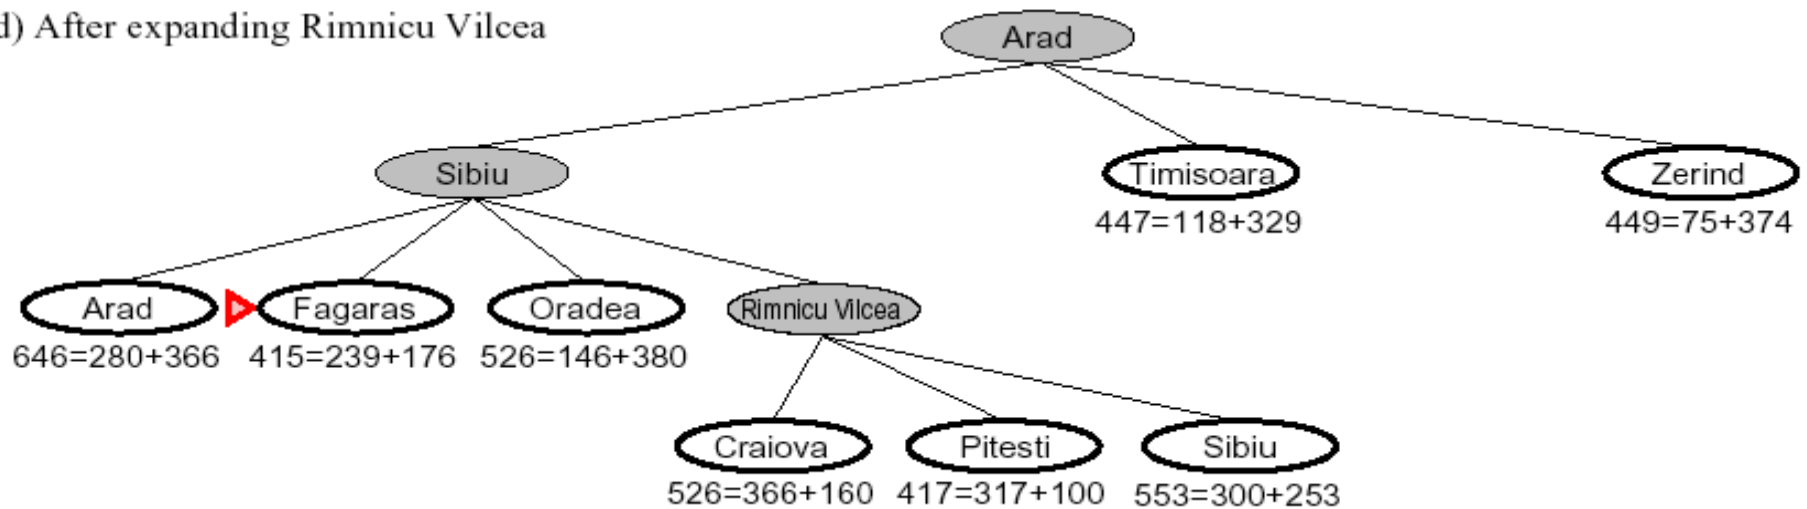 d) After expanding Rimnicu Vilcea
Arad
Sibiu
Timisoara
Zerind
447=118+329
449=75+374
Arad
Fagaras
Oradea
Rimnicu Vilcea
646=280+366
415=239+176
526=146+380
Craiova
Pitesti
Sibiu
526=366+160
417=317+100
553=300+253